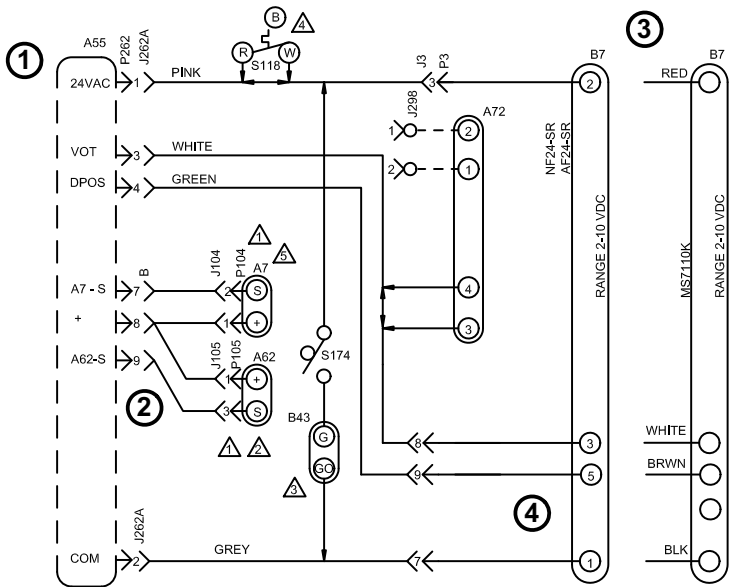 1
A55
P262
J262A
24VAC
1
PINK
B
4
R
W
S118
J3
P3
3
B7
2
NF24-SR
AF24-SR
RANGE 2-10 VDC
3
RED
B7
MS7110K
RANGE 2-10 VDC
VOT
3
WHITE
DPOS
4
GREEN
J298
A72
1
2
2
1
4
3
A7 - S
7
B
J104
P104
1
5
A7
2
S
+
8
1
+
A62-S
9
J105
P105
A62
1
+
3
S
1
2
2
S174
B43
G
GO
3
8
3
WHITE
9
5
BRWN
4
COM
J262A
2
GREY
7
1
BLK